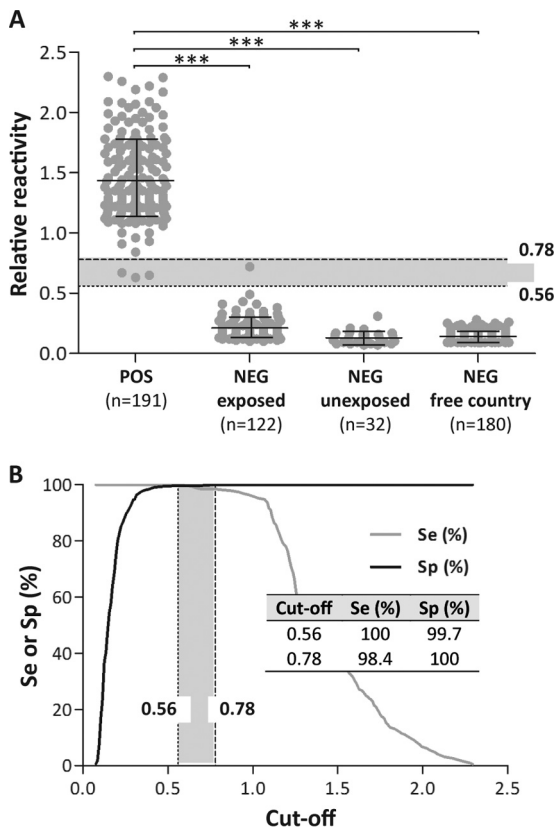 A
***
***
***
Relative reactivity
2.5
2.0
1.5
1.0
0.5
0.0
0.78
0.56
POS
(n=191)
NEG
exposed
(n=122)
NEG
unexposed
(n=32)
NEG
free country
(n=180)
B
Se or Sp (%)
100
80
60
40
20
0
Se (%)
Sp (%)
Cut-off Se (%) Sp (%)
0.56 100 99.7
0.78 98.4 100
0.56 0.78
0.0 0.5 1.0 1.5 2.0 2.5
Cut-off